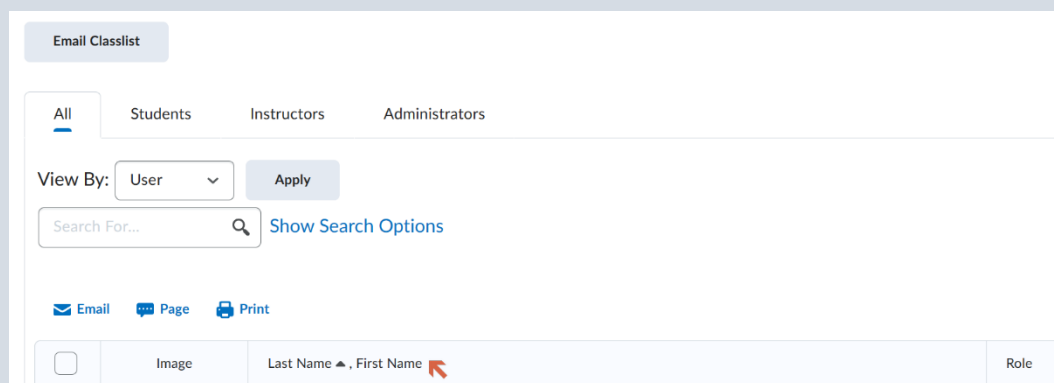 Email Classlist
All Students Instructors Administrators
View By: User Apply
Search For... Show Search Options
Email Page Print
Image Last Name , First Name Role